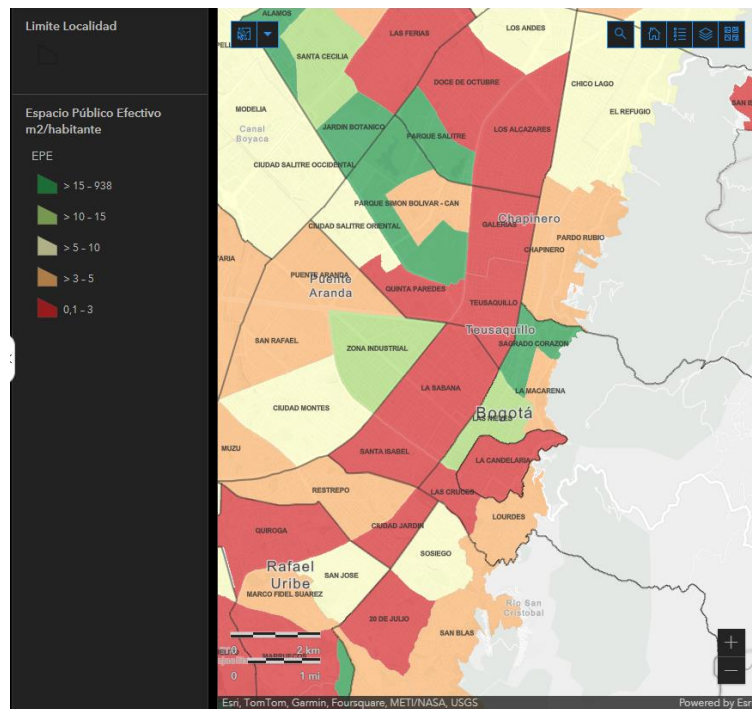 Limite Localidad
Espacio Público Efectivo
m2/habitante
EPE
> 15 - 938
> 10 - 15
> 5 - 10
> 3 - 5
0,1 - 3
ALAMOS
LAS FERIAS
LOS ANDES
SANTA CECILIA
DOCE DE OCTUBRE
CHICO LAGO
MODELIA
EL REFUGIO
Canal
Boyaca
JARDIN BOTANICO
PARQUE SALITRE
LOS ALCAZARES
CIUDAD SALITRE OCCIDENTAL
PARQUE SIMON BOLIVAR - CAN
Chapinero
CIUDAD SALITRE ORIENTAL
GALERIAS
CHAPINERO
PARDO RUBIO
PUENTE ARANDA
Puente
Aranda
QUINTA PAREDES
TEUSAQUILLO
Teusaquillo
SAGRADO CORAZON
SAN RAFAEL
ZONA INDUSTRIAL
LA SABANA
LA MACARENA
CIUDAD MONTES
LAS NIEVES
Bogotá
MUZU
SANTA ISABEL
LA CANDELARIA
RESTREPO
LAS CRUCES
LOURDES
QUIROGA
CIUDAD JARDIN
SOSIEGO
Rafael
Uribe
SAN JOSE
MARCO FIDEL SUAREZ
20 DE JULIO
Río San
Cristobal
SAN BLAS
0 2 km
MARRUECOS
0 1 mi
Esri, TomTom, Garmin, Foursquare, METI/NASA, USGS
Powered by Esri